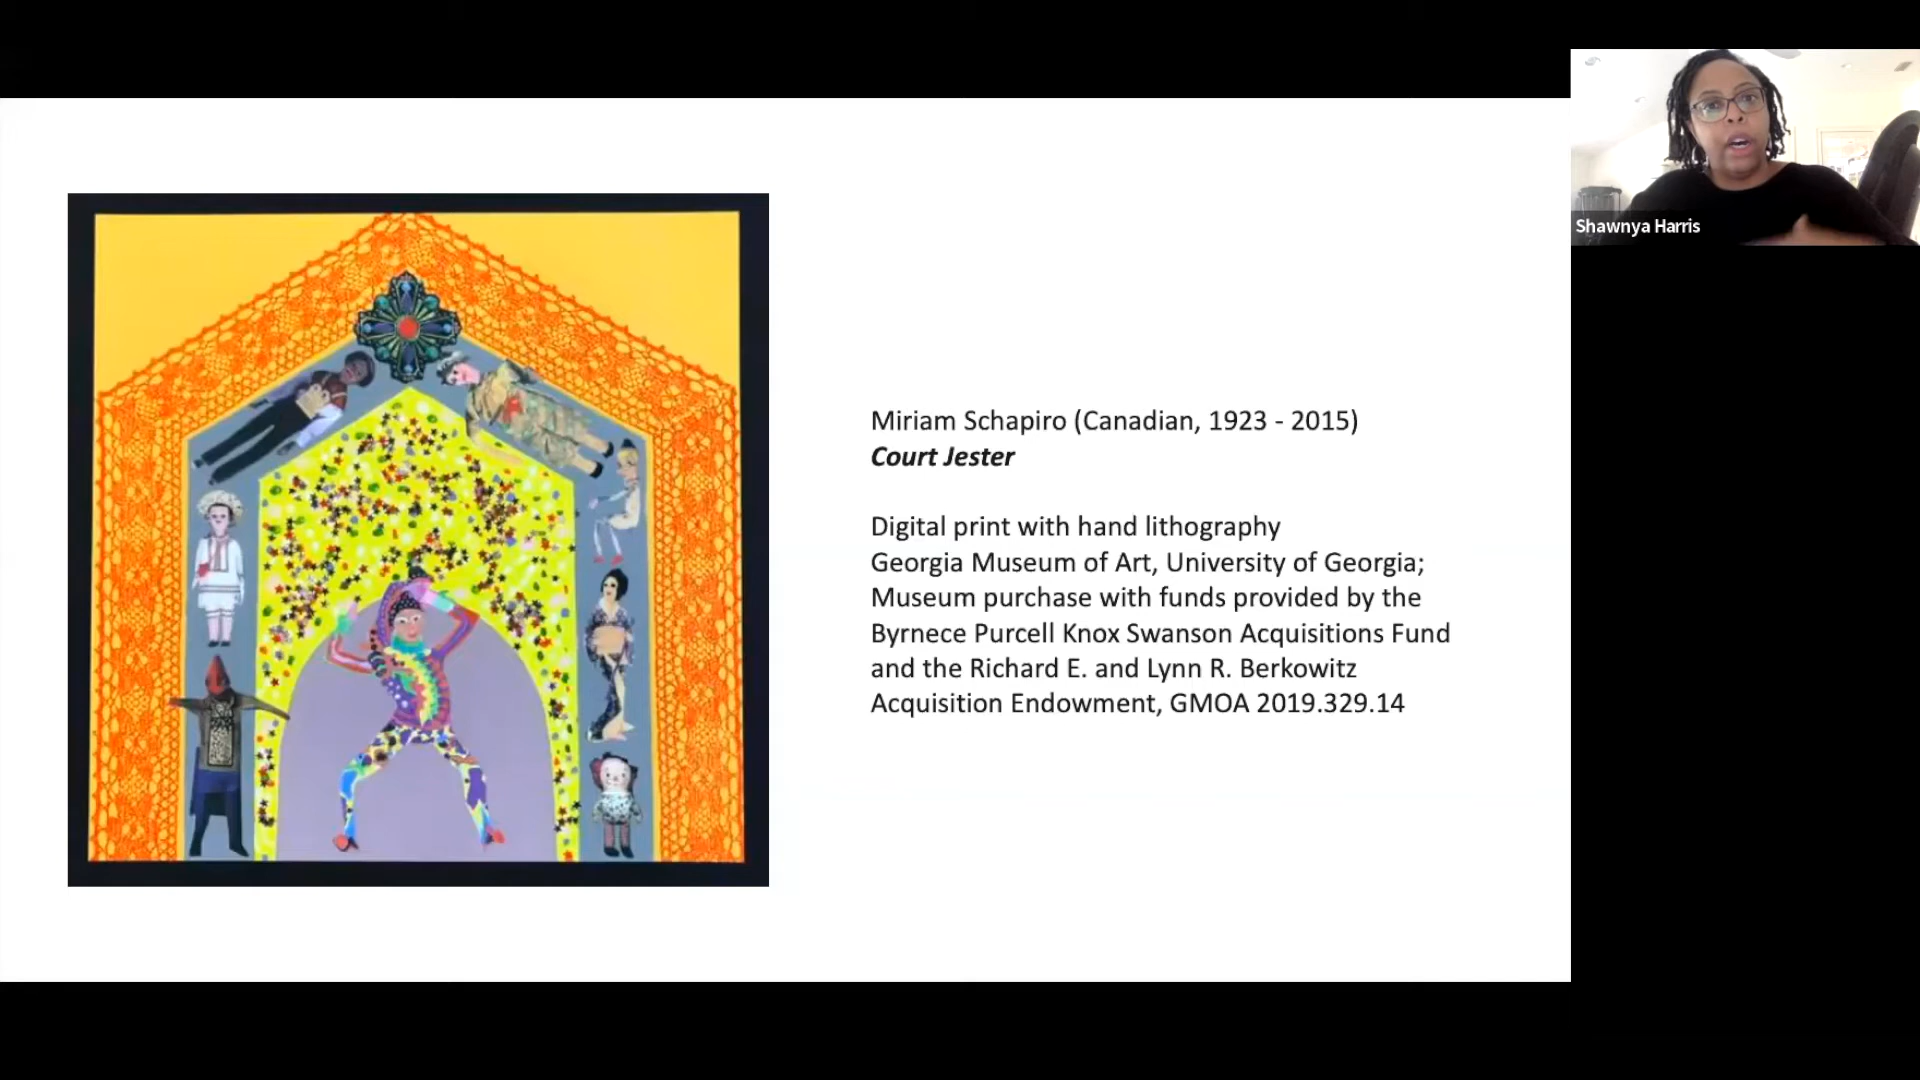 Miriam Schapiro (Canadian, 1923 - 2015)
Court Jester
Digital print with hand lithography
Georgia Museum of Art, University of Georgia;
Museum purchase with funds provided by the
Byrnece Purcell Knox Swanson Acquisitions Fund
and the Richard E. and Lynn R. Berkowitz
Acquisition Endowment, GMOA 2019.329.14
Shawnya Harris